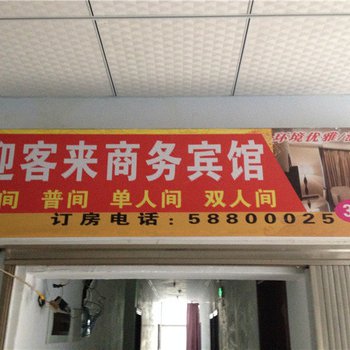 迎客来商务宾馆
环境优雅
间 普间 单人间 双人间
订房电话：58800025
3